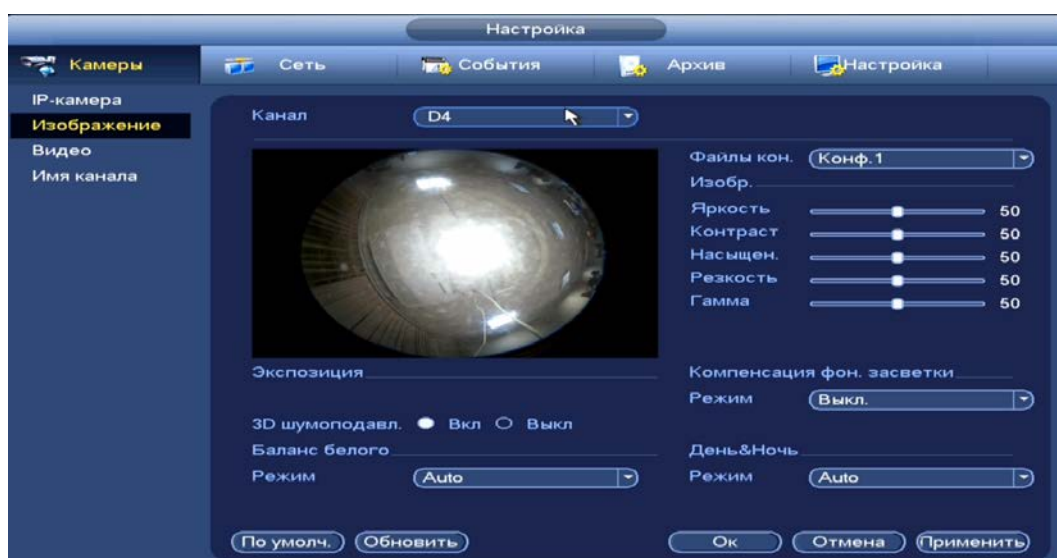 Настройка
Камеры Сеть События Архив Настройка
IP-камера
Изображение
Видео
Имя канала
Канал D4
Файлы кон. Конф.1
Изобр.
Яркость 50
Контраст 50
Насыщен. 50
Резкость 50
Гамма 50
Экспозиция
3D шумоподавл. Вкл Выкл
Баланс белого
Режим Auto
Компенсация фон. засветки
Режим Выкл.
День&Ночь
Режим Auto
По умолч. Обновить Ок Отмена Применить